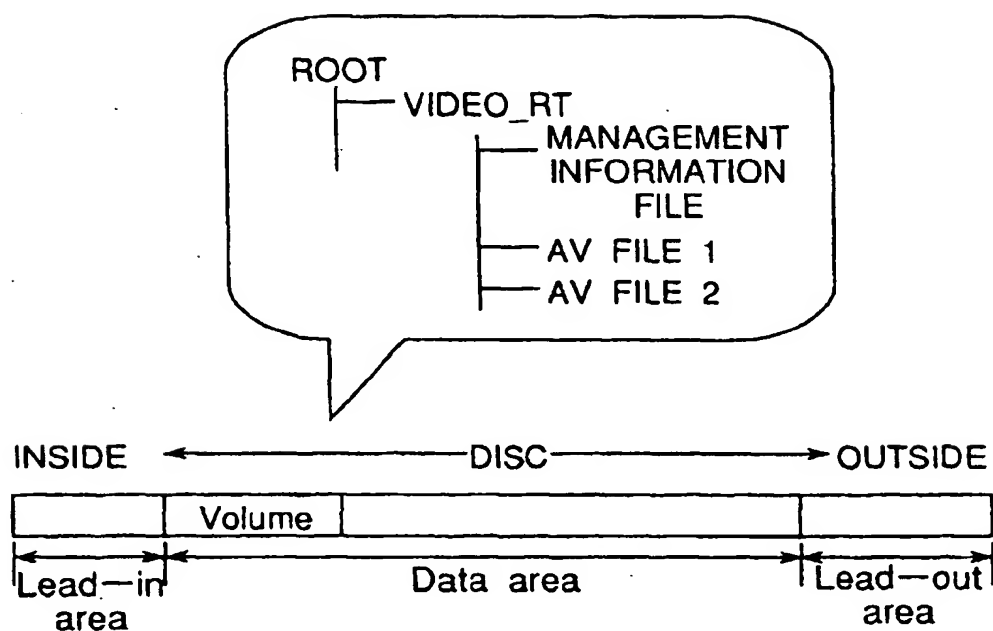 ROOT
VIDEO_RT
MANAGEMENT
INFORMATION
FILE
AV FILE 1
AV FILE 2
INSIDE DISC OUTSIDE
Volume
Lead-in
area
Data area
Lead-out
area